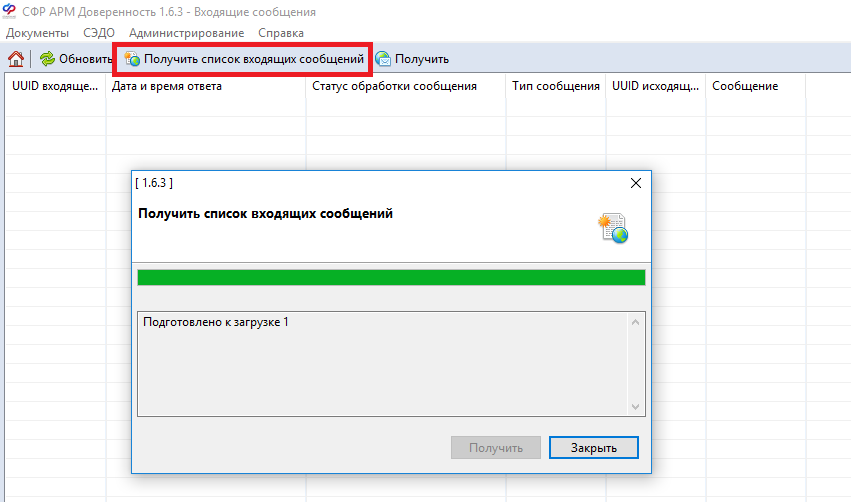 СФР АРМ Доверенность 1.6.3 - Входящие сообщения
Документы СЭДО Администрирование Справка
Обновить Получить список входящих сообщений Получить
UUID входяще... Дата и время ответа Статус обработки сообщения Тип сообщения UUID исходящ... Сообщение
[ 1.6.3 ]
Получить список входящих сообщений
Подготовлено к загрузке 1
Получить Закрыть